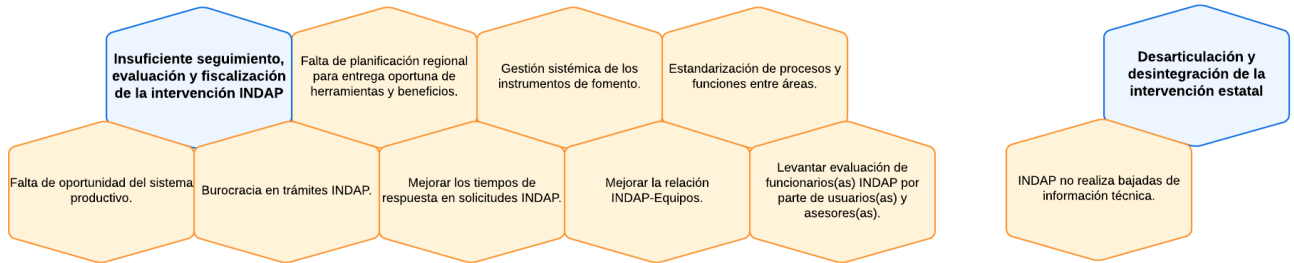 Insuficiente seguimiento,
evaluación y fiscalización
de la intervención INDAP
Falta de planificación regional
para entrega oportuna de
herramientas y beneficios.
Gestión sistémica de los
instrumentos de fomento.
Estandarización de procesos y
funciones entre áreas.
Falta de oportunidad del sistema
productivo.
Burocracia en trámites INDAP.
Mejorar los tiempos de
respuesta en solicitudes INDAP.
Mejorar la relación
INDAP-Equipos.
Levantar evaluación de
funcionarios(as) INDAP por
parte de usuarios(as) y
asesores(as).
Desarticulación y
desintegración de la
intervención estatal
INDAP no realiza bajadas de
información técnica.